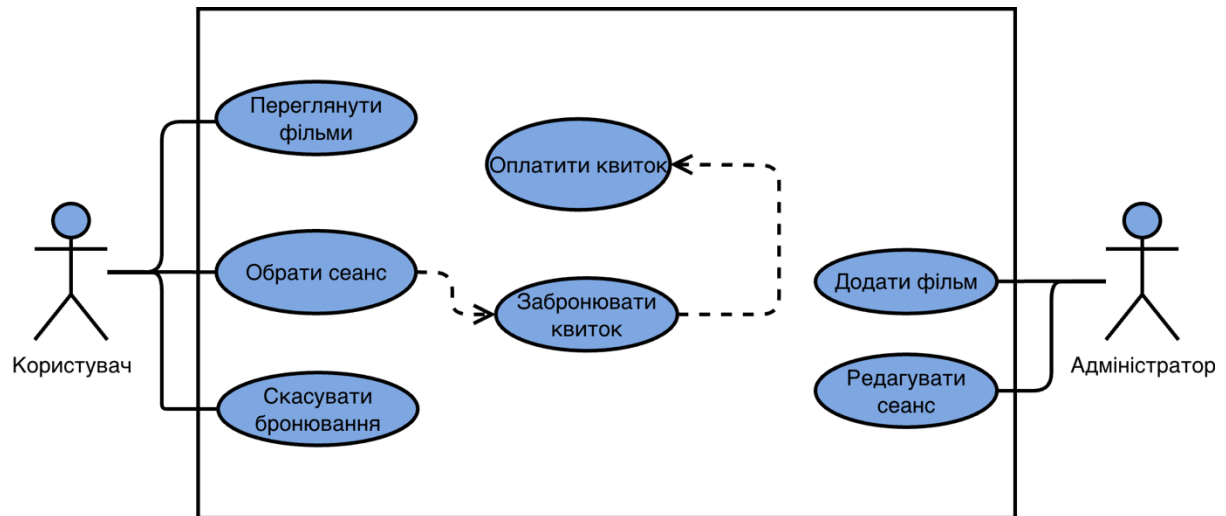 Переглянути
фільми
Оплатити квиток
Обрати сеанс
Забронювати
квиток
Скасувати
бронювання
Користувач
Додати фільм
Редагувати
сеанс
Адміністратор